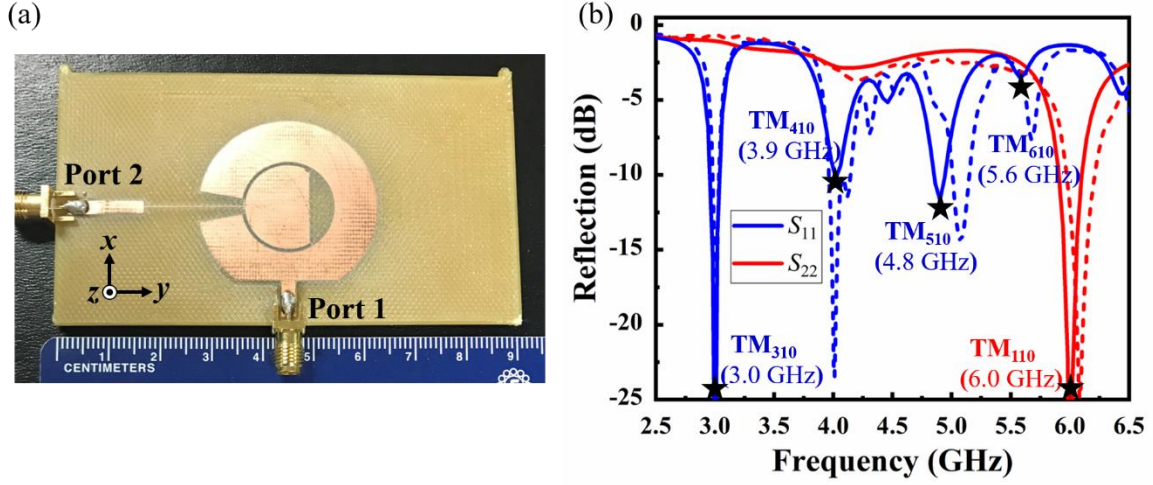 (a)
Port 2
x
z
y
Port 1
0 1 2 3 4 5 6 7 8 9
CENTIMETERS
(b)
Reflection (dB)
0
-5
-10
-15
-20
-25
TM410
(3.9 GHz)
TM610
(5.6 GHz)
TM510
(4.8 GHz)
S11
S22
TM310
(3.0 GHz)
TM110
(6.0 GHz)
2.5 3.0 3.5 4.0 4.5 5.0 5.5 6.0 6.5
Frequency (GHz)